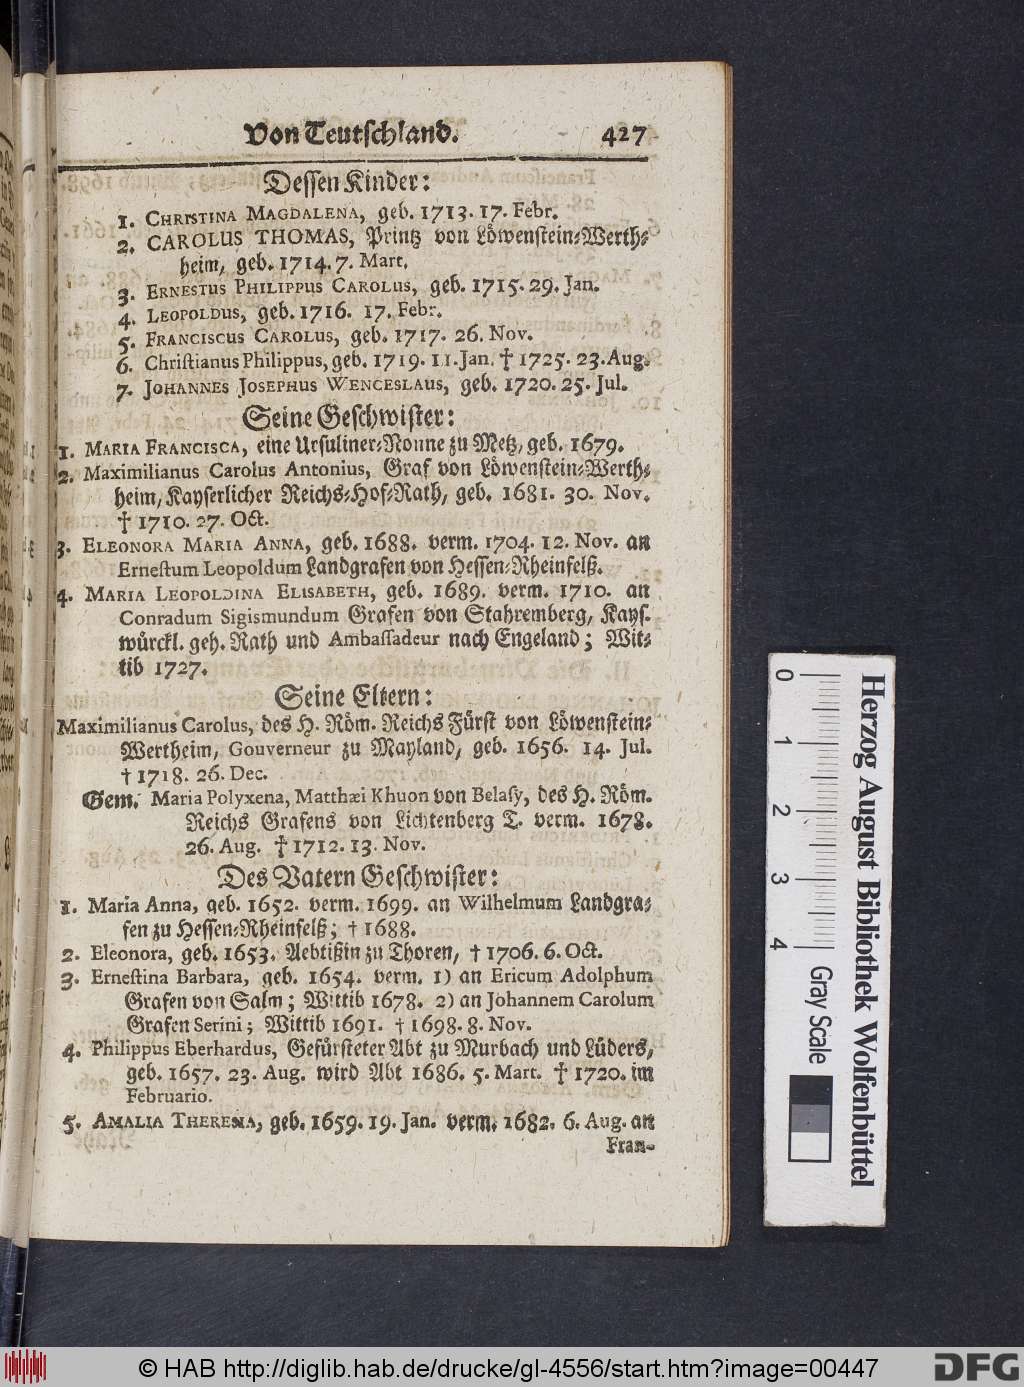 Von Teutschland. 427
Dessen Kinder:
1. CHRISTINA MAGDALENA, geb. 1713. 17. Febr.
2. CAROLUS THOMAS, Printz von Löwenstein-Werth-
heim, geb. 1714. 7. Mart.
3. ERNESTUS PHILIPPUS CAROLUS, geb. 1715. 29. Jan.
4. LEOPOLDUS, geb. 1716. 17. Febr.
5. FRANCISCUS CAROLUS, geb. 1717. 26. Nov.
6. Christianus Philippus, geb. 1719. 11. Jan. † 1725. 23. Aug.
7. JOHANNES JOSEPHUS WENCESLAUS, geb. 1720. 25. Jul.
Seine Geschwister:
1. MARIA FRANCISCA, eine Ursuliner-Nonne zu Metz, geb. 1679.
2. Maximilianus Carolus Antonius, Graf von Löwenstein-Werth-
heim, Kayserlicher Reichs-Hof-Rath, geb. 1681. 30. Nov.
† 1710. 27. Oct.
3. ELEONORA MARIA ANNA, geb. 1688. verm. 1704. 12. Nov. an
Ernestum Leopoldum Landgrafen von Hessen-Rheinfelß.
4. MARIA LEOPOLDINA ELISABETH, geb. 1689. verm. 1710. an
Conradum Sigismundum Grafen von Stahremberg, Kays.
würckl. geh. Rath und Ambassadeur nach Engeland; Wit-
tib 1727.
Seine Eltern:
Maximilianus Carolus, des H. Röm. Reichs Fürst von Löwenstein-
Wertheim, Gouverneur zu Mayland, geb. 1656. 14. Jul.
† 1718. 26. Dec.
Gem. Maria Polyxena, Matthæi Khuon von Belasy, des H. Röm.
Reichs Grafens von Lichtenberg T. verm. 1678.
26. Aug. † 1712. 13. Nov.
Des Vatern Geschwister:
1. Maria Anna, geb. 1652. verm. 1699. an Wilhelmum Landgra-
fen zu Hessen-Rheinfelß; † 1688.
2. Eleonora, geb. 1653. Aebtißin zu Thoren, † 1706. 6. Oct.
3. Ernestina Barbara, geb. 1654. verm. 1) an Ericum Adolphum
Grafen von Salm; Wittib 1678. 2) an Johannem Carolum
Grafen Serini; Wittib 1691. † 1698. 8. Nov.
4. Philippus Eberhardus, Gefürsteter Abt zu Murbach und Lüders,
geb. 1657. 23. Aug. wird Abt 1686. 5. Mart. † 1720. im
Februario.
5. AMALIA THERESIA, geb. 1659. 19. Jan. verm. 1682. 6. Aug. an
Fran-
0 1 2 3 4
Gray Scale
Herzog August Bibliothek Wolfenbüttel
© HAB http://diglib.hab.de/drucke/gl-4556/start.htm?image=00447
DFG